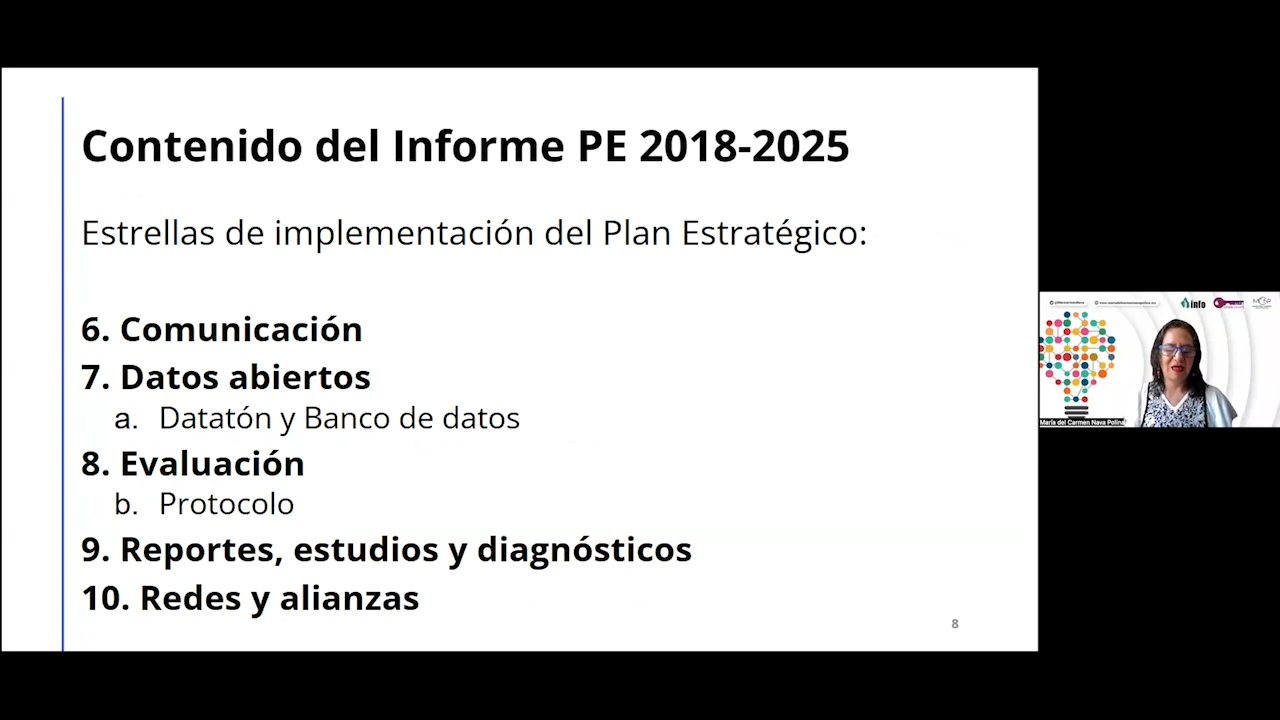 Contenido del Informe PE 2018-2025
Estrellas de implementación del Plan Estratégico:
6. Comunicación
7. Datos abiertos
a. Datatón y Banco de datos
8. Evaluación
b. Protocolo
9. Reportes, estudios y diagnósticos
10. Redes y alianzas
8
info
María del Carmen Nava Polina